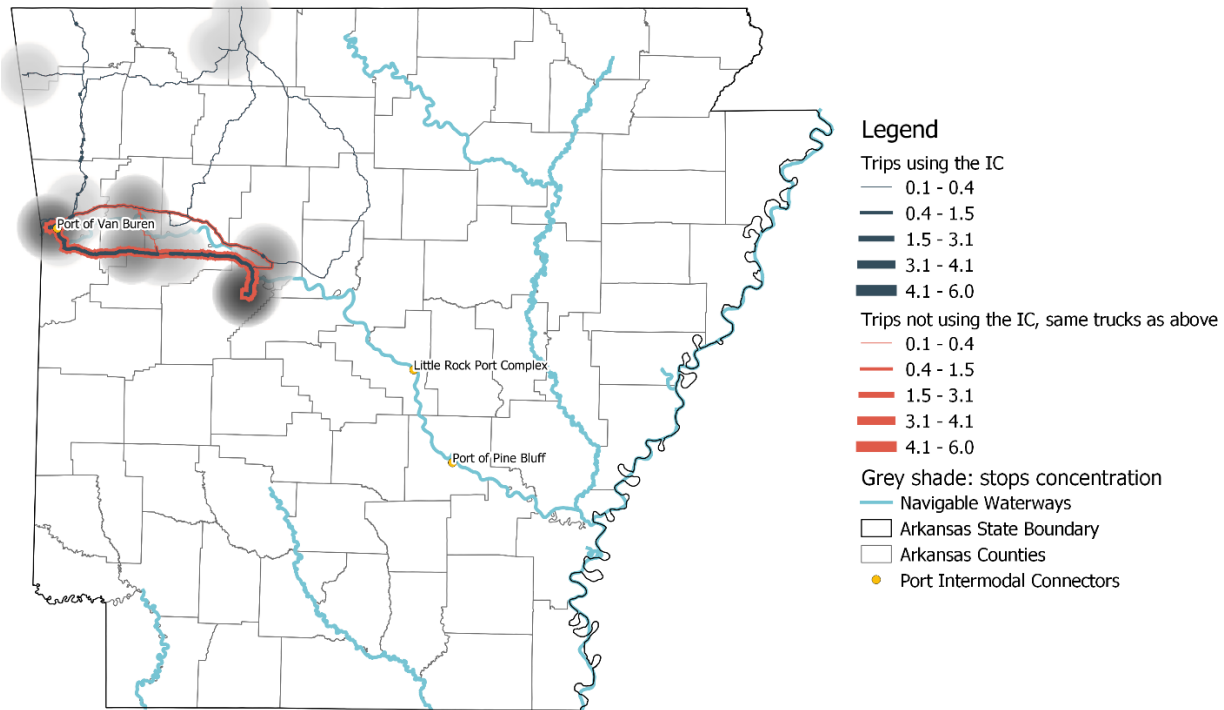 Port of Van Buren
Little Rock Port Complex
Port of Pine Bluff
Legend
Trips using the IC
0.1 - 0.4
0.4 - 1.5
1.5 - 3.1
3.1 - 4.1
4.1 - 6.0
Trips not using the IC, same trucks as above
0.1 - 0.4
0.4 - 1.5
1.5 - 3.1
3.1 - 4.1
4.1 - 6.0
Grey shade: stops concentration
Navigable Waterways
Arkansas State Boundary
Arkansas Counties
Port Intermodal Connectors